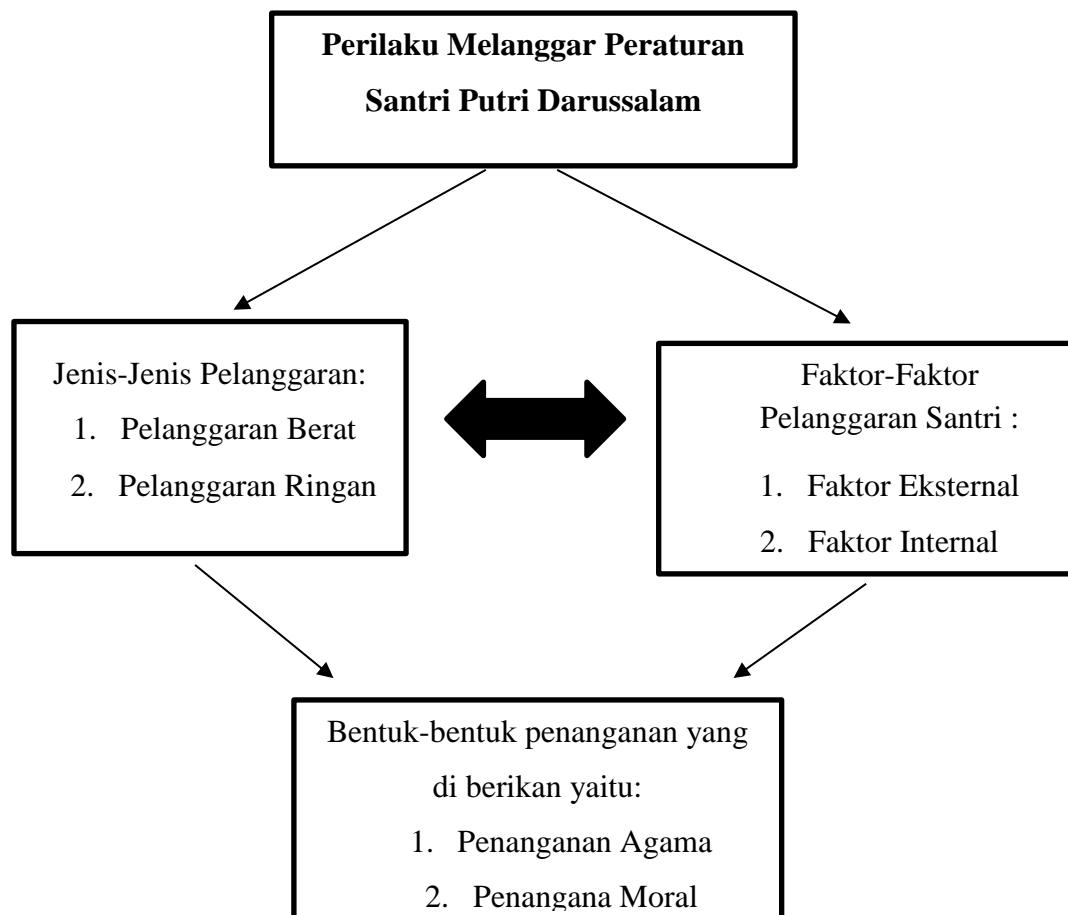 Perilaku Melanggar Peraturan
Santri Putri Darussalam
Jenis-Jenis Pelanggaran:
1. Pelanggaran Berat
2. Pelanggaran Ringan
Faktor-Faktor
Pelanggaran Santri :
1. Faktor Eksternal
2. Faktor Internal
Bentuk-bentuk penanganan yang
di berikan yaitu:
1. Penanganan Agama
2. Penangana Moral